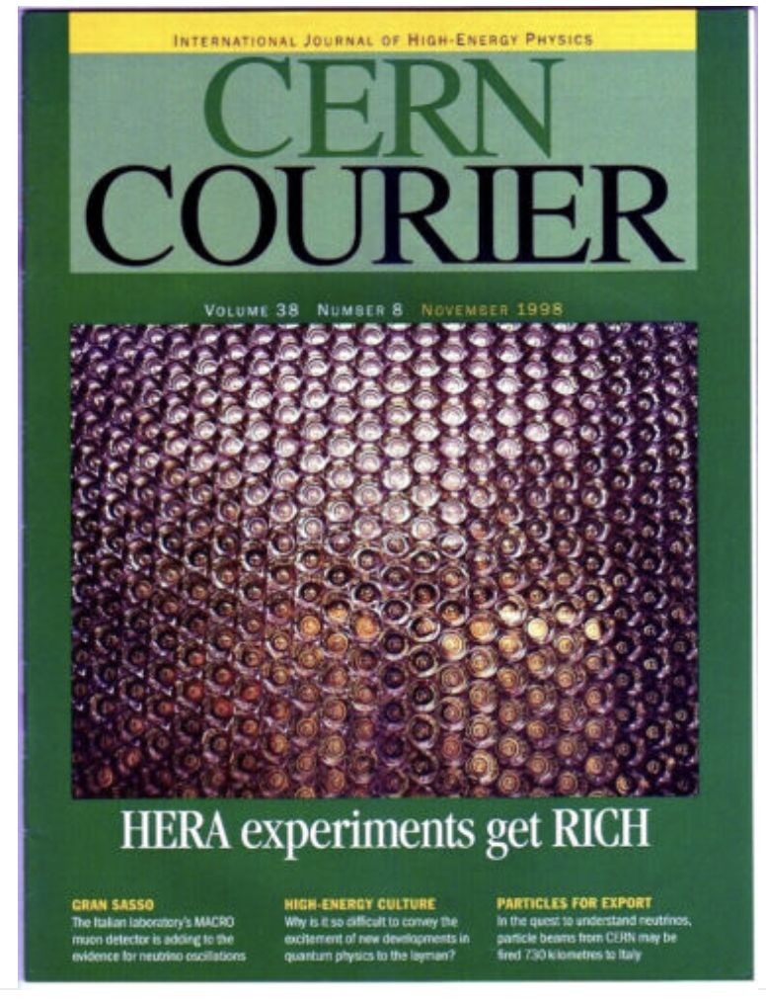 INTERNATIONAL JOURNAL OF HIGH-ENERGY PHYSICS
CERN
COURIER
VOLUME 38 NUMBER 8 NOVEMBER 1998
HERA experiments get RICH
GRAN SASSO
The Italian laboratory's MACRO
muon detector is adding to the
evidence for neutrino oscillations
HIGH-ENERGY CULTURE
Why is it so difficult to convey the
excitement of new developments in
quantum physics to the layman?
PARTICLES FOR EXPORT
In the quest to understand neutrinos,
particle beams from CERN may be
fired 730 kilometres to Italy